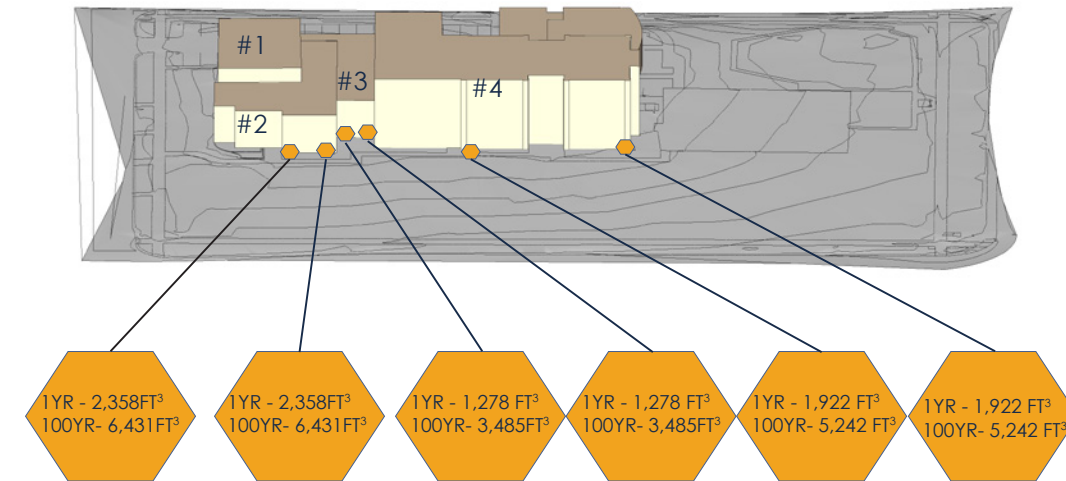 #1
#3
#4
#2
1YR - 2,358FT³
100YR- 6,431FT³
1YR - 2,358FT³
100YR- 6,431FT³
1YR - 1,278 FT³
100YR- 3,485FT³
1YR - 1,278 FT³
100YR- 3,485FT³
1YR - 1,922 FT³
100YR- 5,242 FT³
1YR - 1,922 FT³
100YR- 5,242 FT³